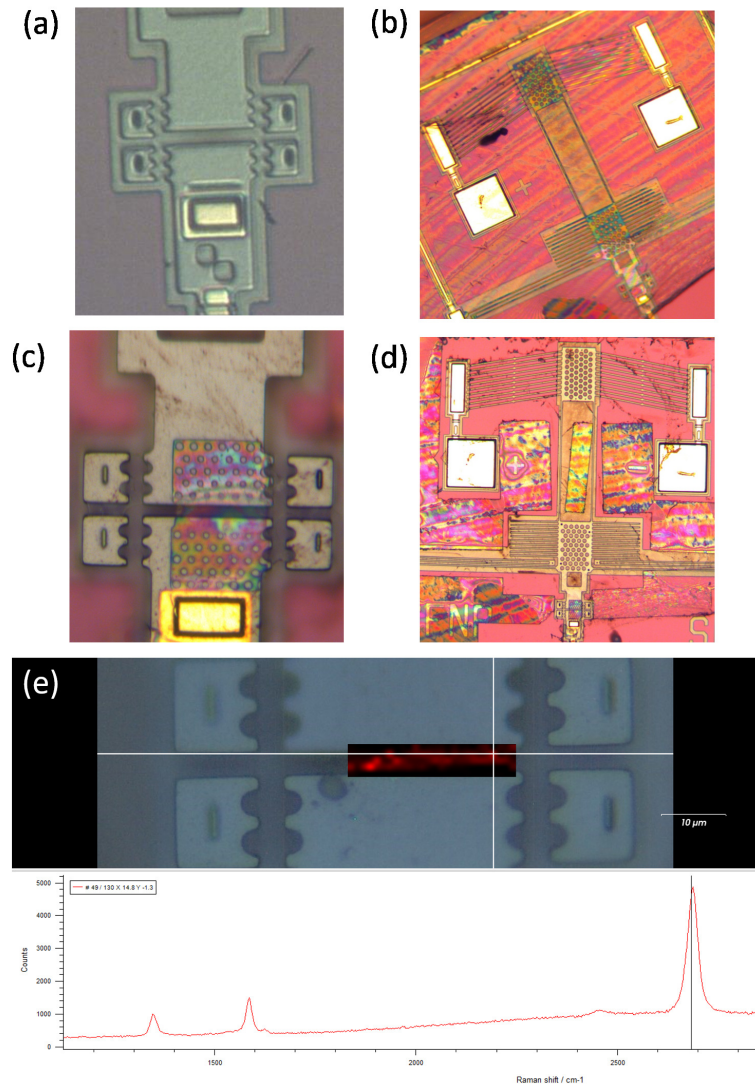 (a)
(b)
(c)
(d)
(e)
10 µm
# 49 / 130 X 14.8 Y -1.3
Counts
5000
4000
3000
2000
1000
0
1500
2000
2500
Raman shift / cm-1